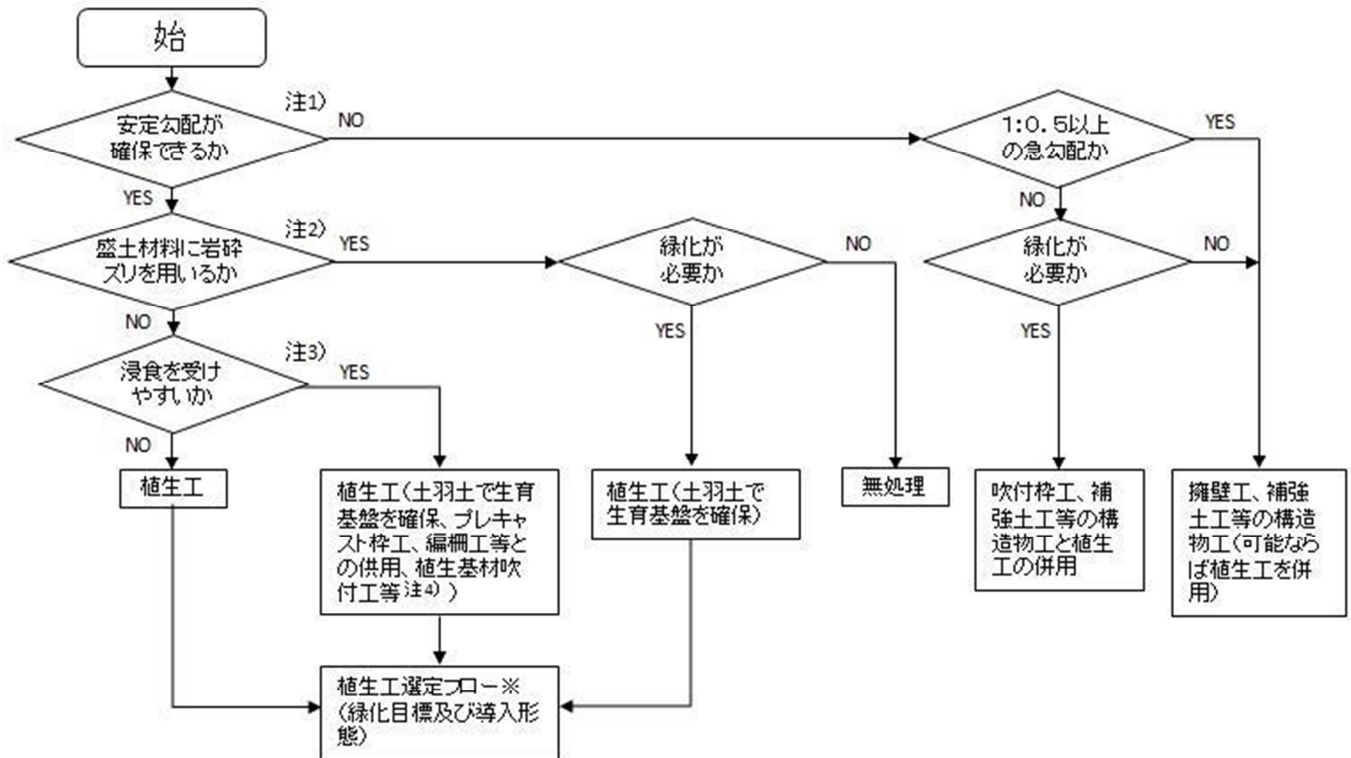 始
注1)
安定勾配が
確保できるか
NO
1:0.5以上
の急勾配か
YES
YES
NO
注2)
盛土材料に岩砕
ズリを用いるか
YES
緑化が
必要か
NO
緑化が
必要か
NO
NO
YES
YES
注3)
浸食を受け
やすいか
YES
NO
植生工
植生工(土羽土で生育
基盤を確保、プレキャ
スト枠工、編柵工等と
の供用、植生基材吹
付工等注4))
植生工(土羽土で
生育基盤を確保)
無処理
吹付枠工、補
強土工等の構
造物工と植生
工の併用
擁壁工、補強
土工等の構造
物工(可能なら
ば植生工を併
用)
植生工選定フロー※
(緑化目標及び導入形
態)